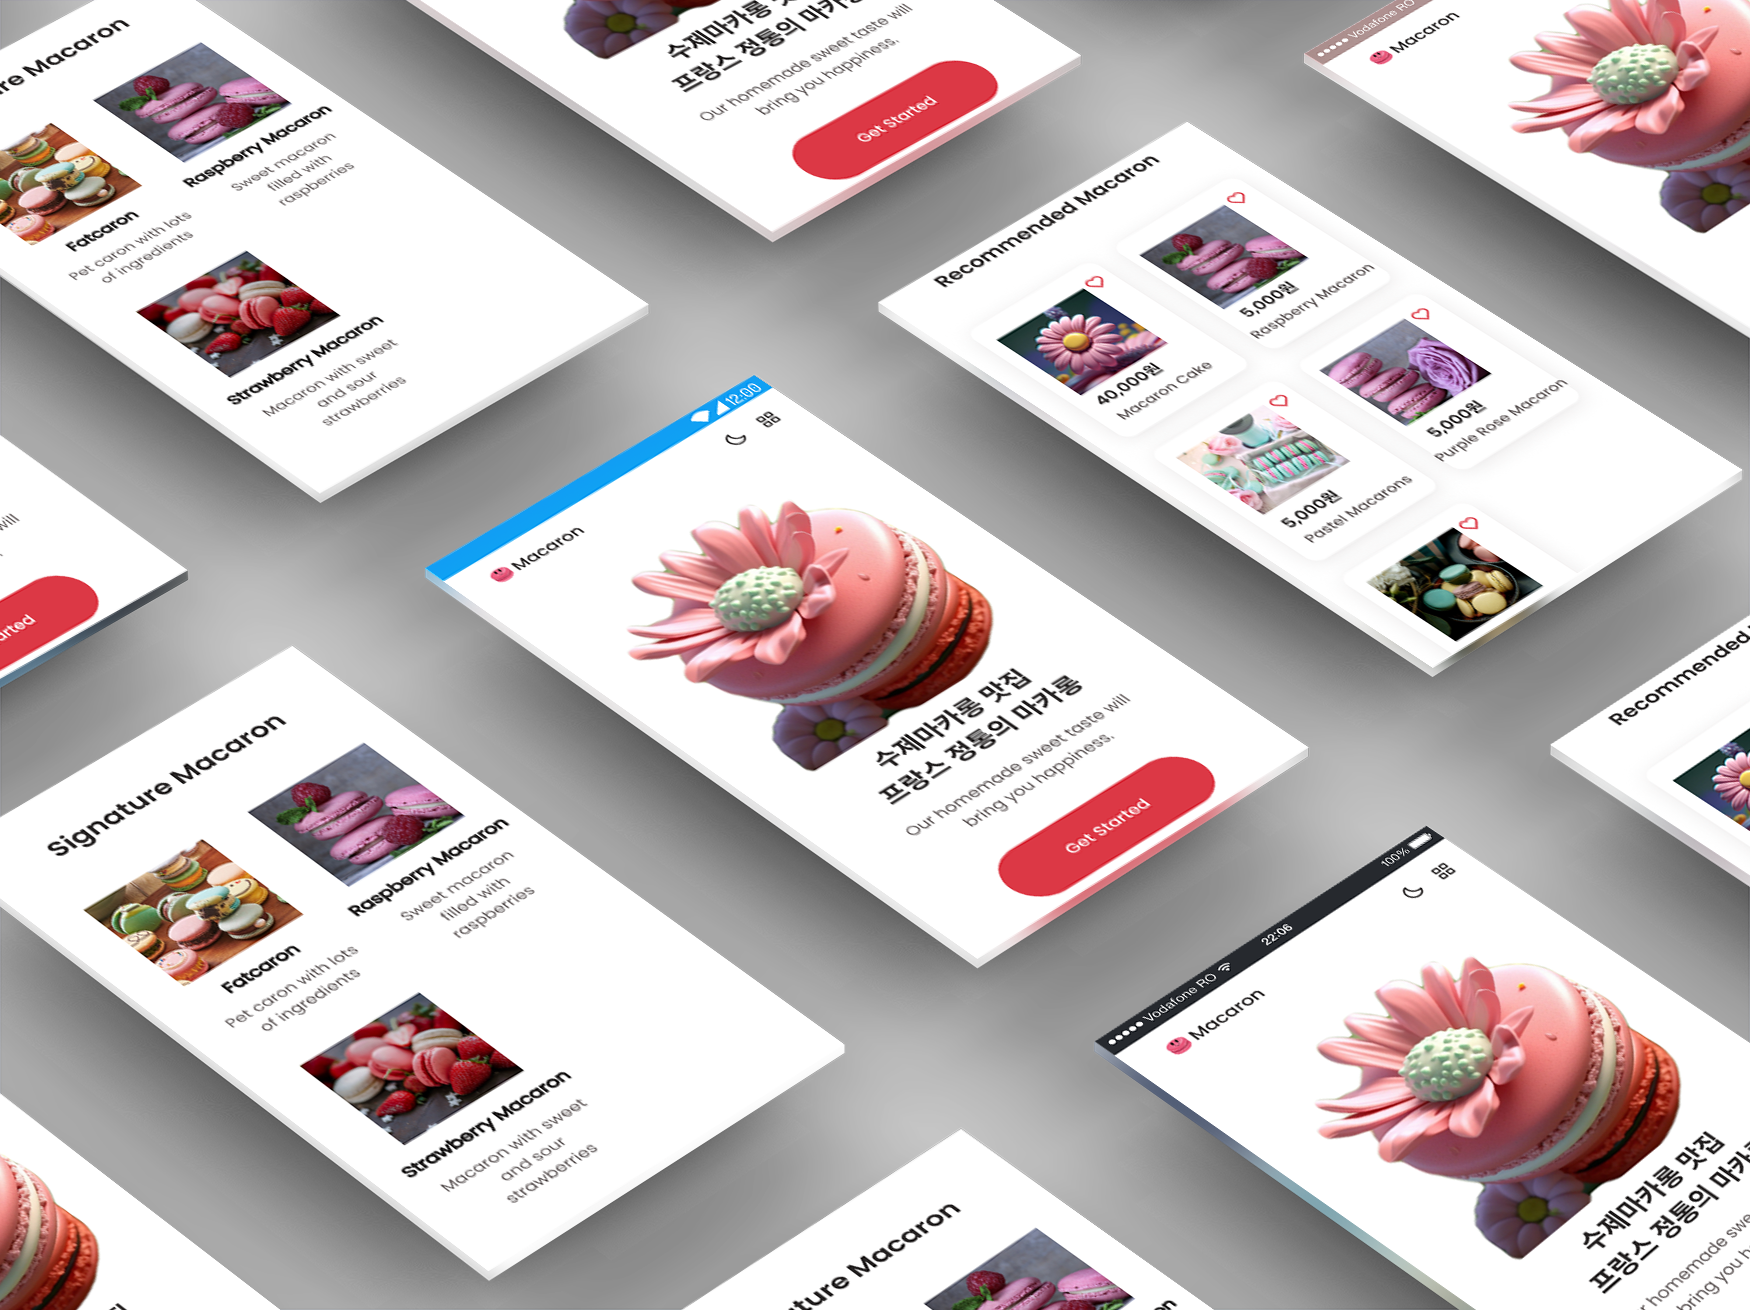 re Macaron
Raspberry Macaron
Sweet macaron
filled with
raspberries
Fatcaron
Pet caron with lots
of ingredients
Strawberry Macaron
Macaron with sweet
and sour
strawberries
수제마카롱
프랑스 정통의 마카롱
Our homemade sweet taste will
bring you happiness.
Get Started
Vodafone RO
Macaron
Recommended Macaron
5,000원
Raspberry Macaron
40,000원
Macaron Cake
5,000원
Purple Rose Macaron
5,000원
Pastel Macarons
will
arted
12:00
Macaron
수제마카롱 맛집
프랑스 정통의 마카롱
Our homemade sweet taste will
bring you happiness.
Get Started
Recommended
Signature Macaron
Raspberry Macaron
Sweet macaron
filled with
raspberries
Fatcaron
Pet caron with lots
of ingredients
Strawberry Macaron
Macaron with sweet
and sour
strawberries
Vodafone RO 22:06 100%
Macaron
수제마카롱 맛집
프랑스 정통의 마카
homemade swe
bring you h
ture Macaron
on